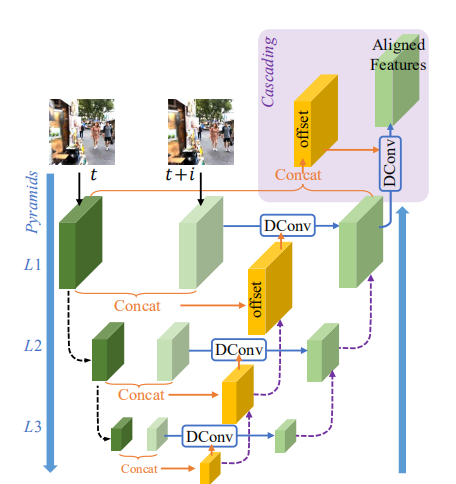 Cascading
Aligned
Features
offset
DConv
Concat
t
t+i
Pyramids
DConv
L1
offset
Concat
L2
DConv
Concat
L3
DConv
Concat